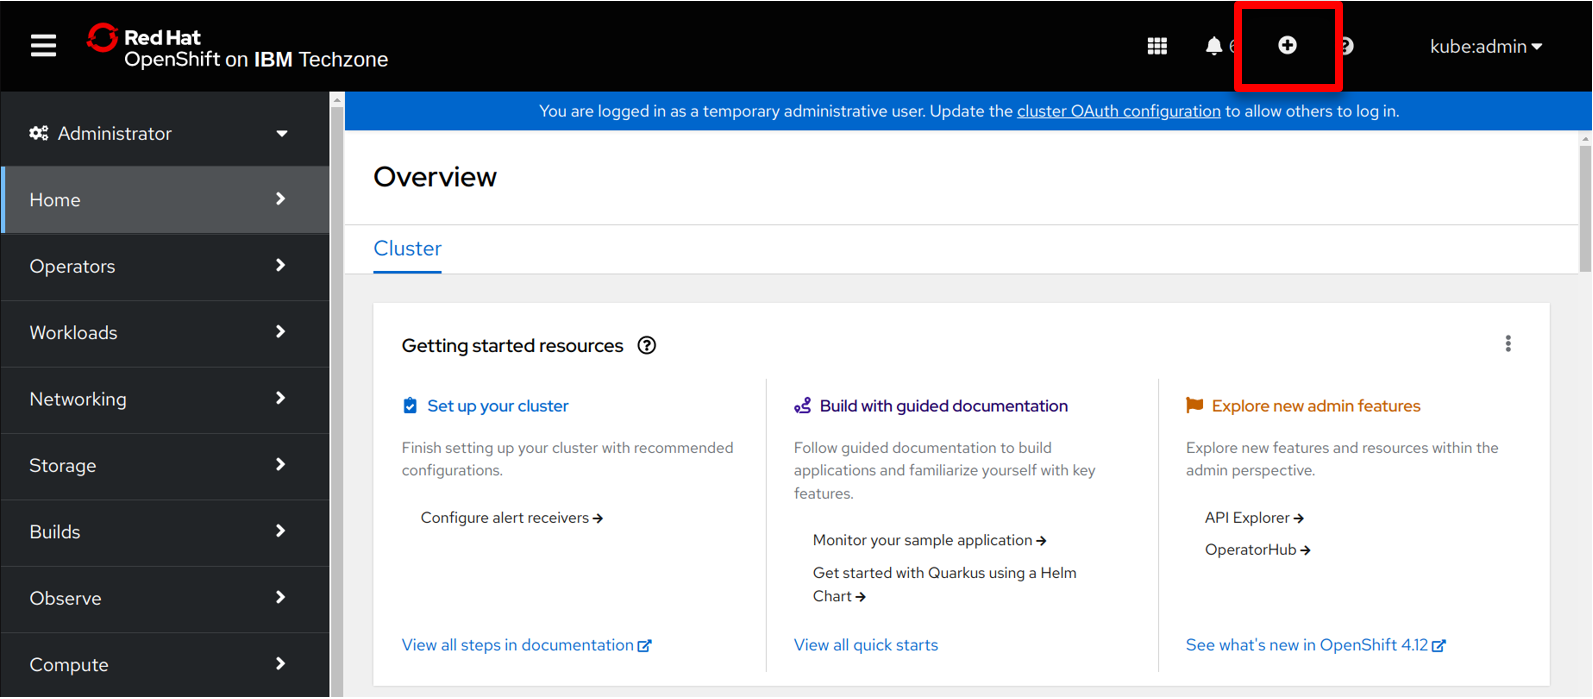 Red Hat
OpenShift on IBM Techzone
kube:admin
Administrator
Home
Operators
Workloads
Networking
Storage
Builds
Observe
Compute
You are logged in as a temporary administrative user. Update the cluster OAuth configuration to allow others to log in.
Overview
Cluster
Getting started resources
Set up your cluster
Finish setting up your cluster with recommended
configurations.
Configure alert receivers
View all steps in documentation
Build with guided documentation
Follow guided documentation to build
applications and familiarize yourself with key
features.
Monitor your sample application
Get started with Quarkus using a Helm
Chart
View all quick starts
Explore new admin features
Explore new features and resources within the
admin perspective.
API Explorer
OperatorHub
See what's new in OpenShift 4.12